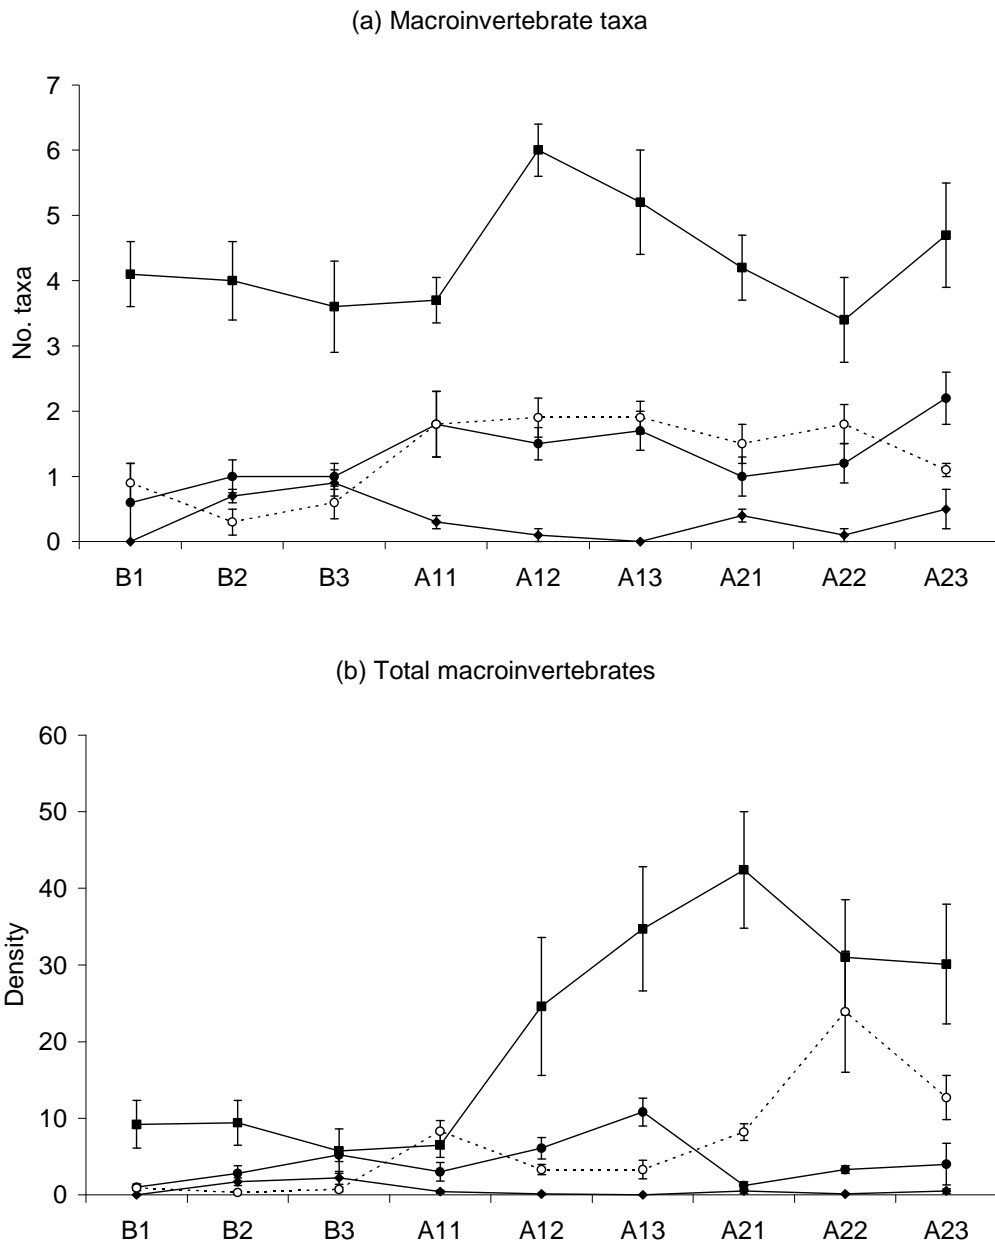 (a) Macroinvertebrate taxa
7
6
5
4
3
2
1
0
No. taxa
B1 B2 B3 A11 A12 A13 A21 A22 A23
(b) Total macroinvertebrates
60
50
40
30
20
10
0
Density
B1 B2 B3 A11 A12 A13 A21 A22 A23